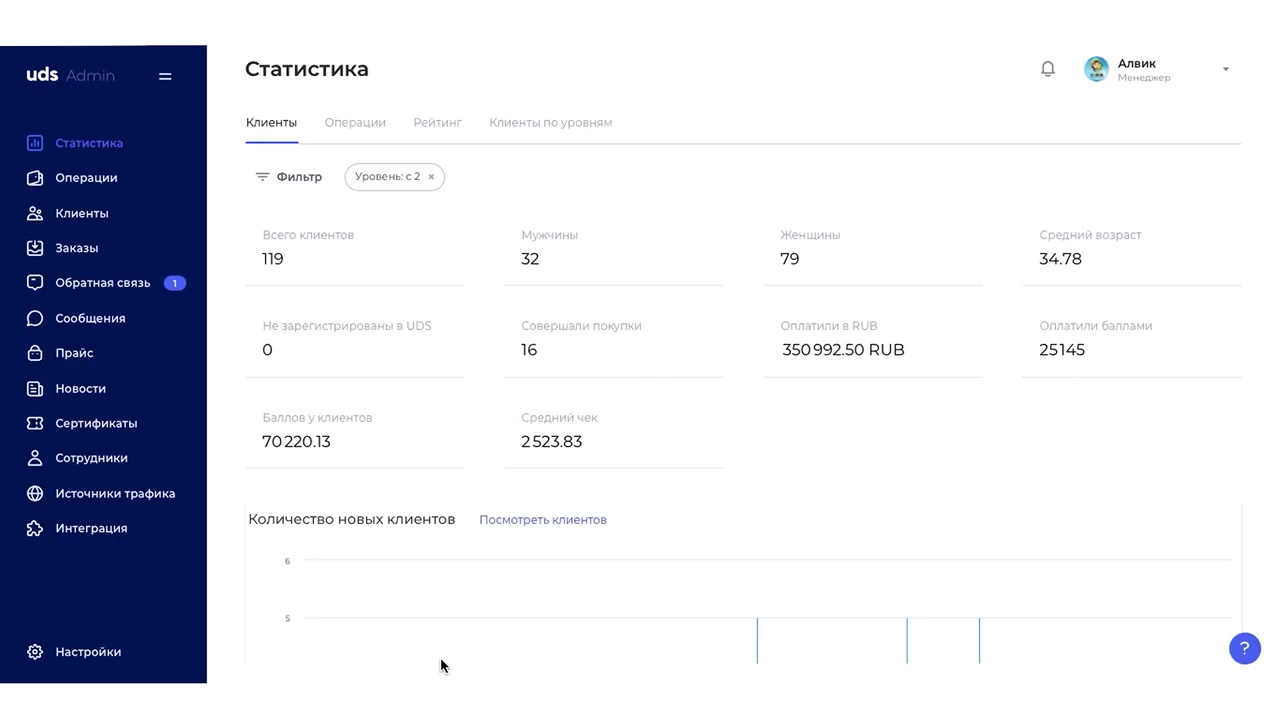 uds Admin
Статистика
Операции
Клиенты
Заказы
Обратная связь 1
Сообщения
Прайс
Новости
Сертификаты
Сотрудники
Источники трафика
Интеграция
Настройки
Статистика
Алвик
Менеджер
Клиенты Операции Рейтинг Клиенты по уровням
Фильтр Уровень: с 2 ×
Всего клиентов Мужчины Женщины Средний возраст
119 32 79 34.78
Не зарегистрированы в UDS Совершали покупки Оплатили в RUB Оплатили баллами
0 16 350 992.50 RUB 25 145
Баллов у клиентов Средний чек
70 220.13 2 523.83
Количество новых клиентов Посмотреть клиентов
6
5
?